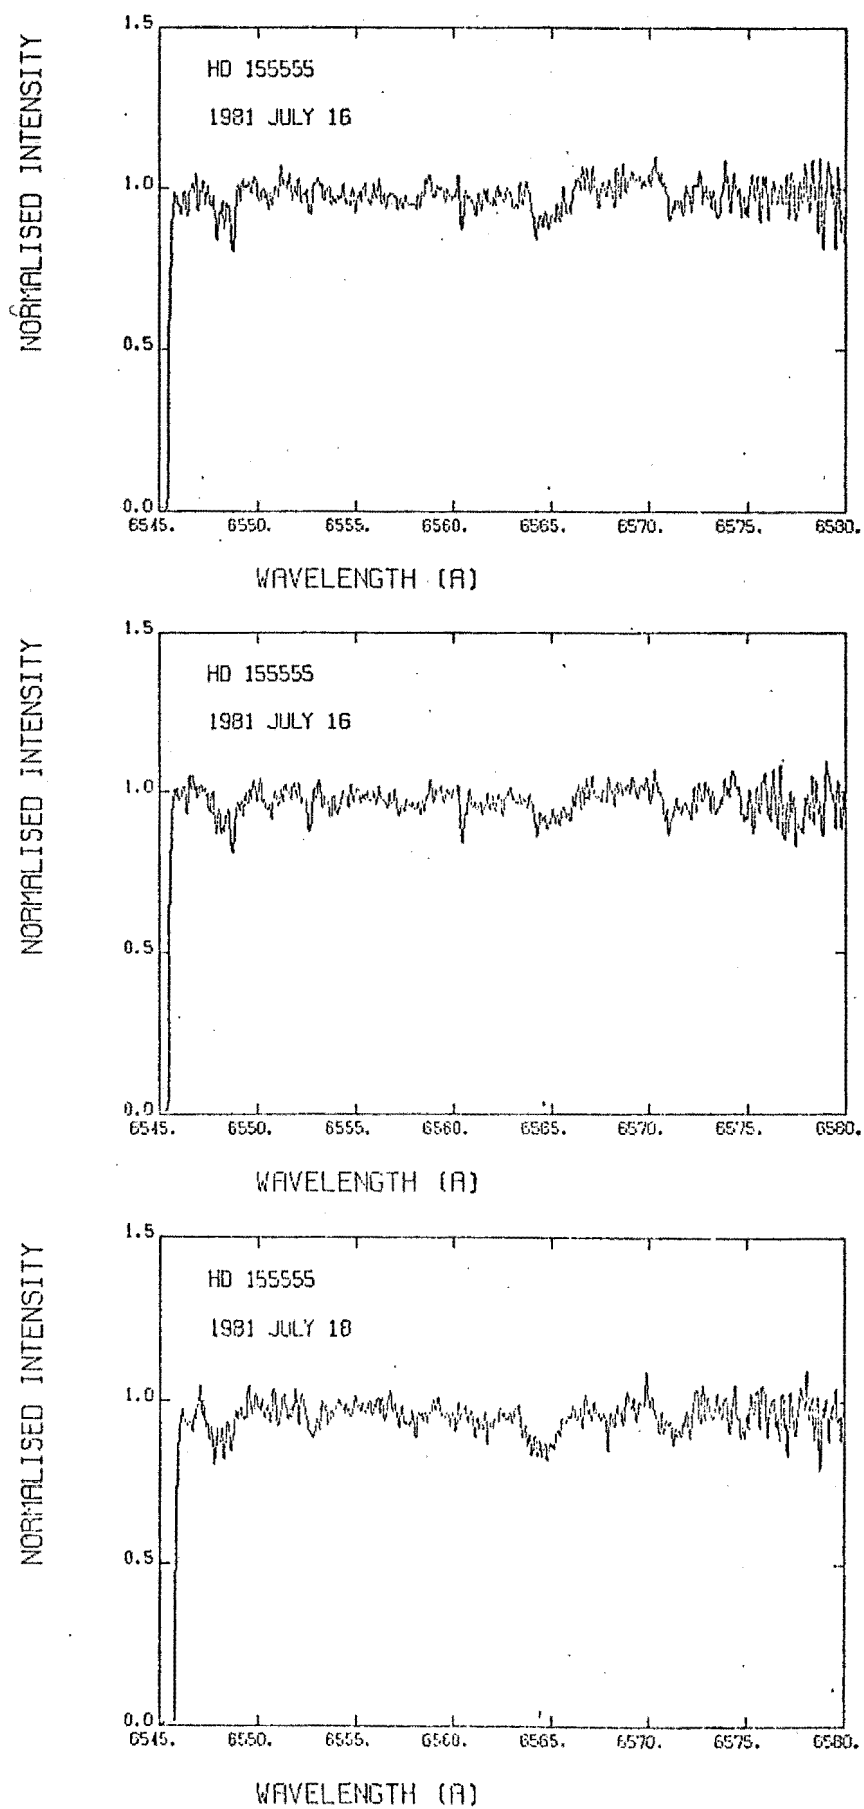 1.5
HD 155555
1981 JULY 16
NORMALISED INTENSITY
1.0
0.5
0.0
6545. 6550. 6555. 6560. 6565. 6570. 6575. 6580.
WAVELENGTH (A)
1.5
HD 155555
1981 JULY 16
NORMALISED INTENSITY
1.0
0.5
0.0
6545. 6550. 6555. 6560. 6565. 6570. 6575. 6580.
WAVELENGTH (A)
1.5
HD 155555
1981 JULY 18
NORMALISED INTENSITY
1.0
0.5
0.0
6545. 6550. 6555. 6560. 6565. 6570. 6575. 6580.
WAVELENGTH (A)